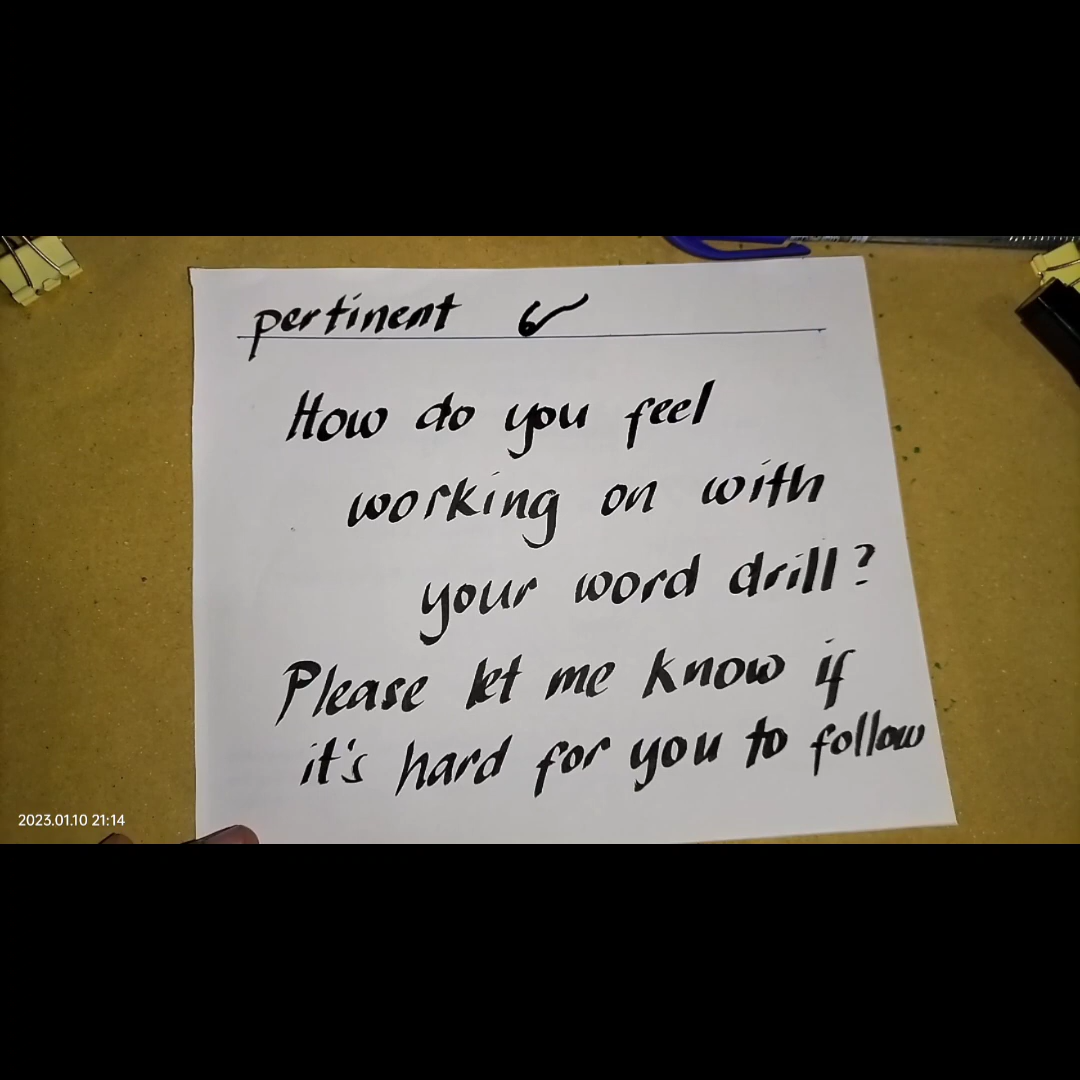 pertinent
How do you feel
working on with
your word drill?
Please let me know if
it's hard for you to follow
2023.01.10 21:14